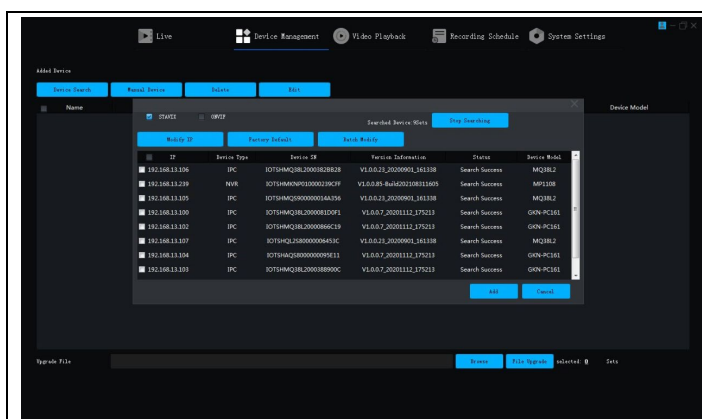 Live Device Management Video Playback Recording Schedule System Settings
Added Device
Device Search Manual Device Delete Edit
Name Device Model
STAVIX ONVIF Searched Device:9Sets Stop Searching
Modify IP Factory Default Batch Modify
IP Device Type Device SN Version Information Status Device Model
192.168.13.106 IPC IOTSHMQ38L2000382BB28 V1.0.0.23_20200901_161338 Search Success MQ38L2
192.168.13.239 NVR IOTSHMKNP010000239CFF V1.0.0.85-Build202108311605 Search Success MP1108
192.168.13.105 IPC IOTSHMQS900000014A356 V1.0.0.23_20200901_161338 Search Success MQ38L2
192.168.13.100 IPC IOTSHMQ38L2000081D0F1 V1.0.0.7_20201112_175213 Search Success GKN-PC161
192.168.13.102 IPC IOTSHMQ38L2000866C19 V1.0.0.7_20201112_175213 Search Success GKN-PC161
192.168.13.107 IPC IOTSHQL2S80000006453C V1.0.0.23_20200901_161338 Search Success MQ38L2
192.168.13.104 IPC IOTSHAQS8000000095E11 V1.0.0.7_20201112_175213 Search Success GKN-PC161
192.168.13.103 IPC IOTSHMQ38L2000388900C V1.0.0.7_20201112_175213 Search Success GKN-PC161
Add Cancel
Upgrade File Browse File Upgrade selected: 0 Sets